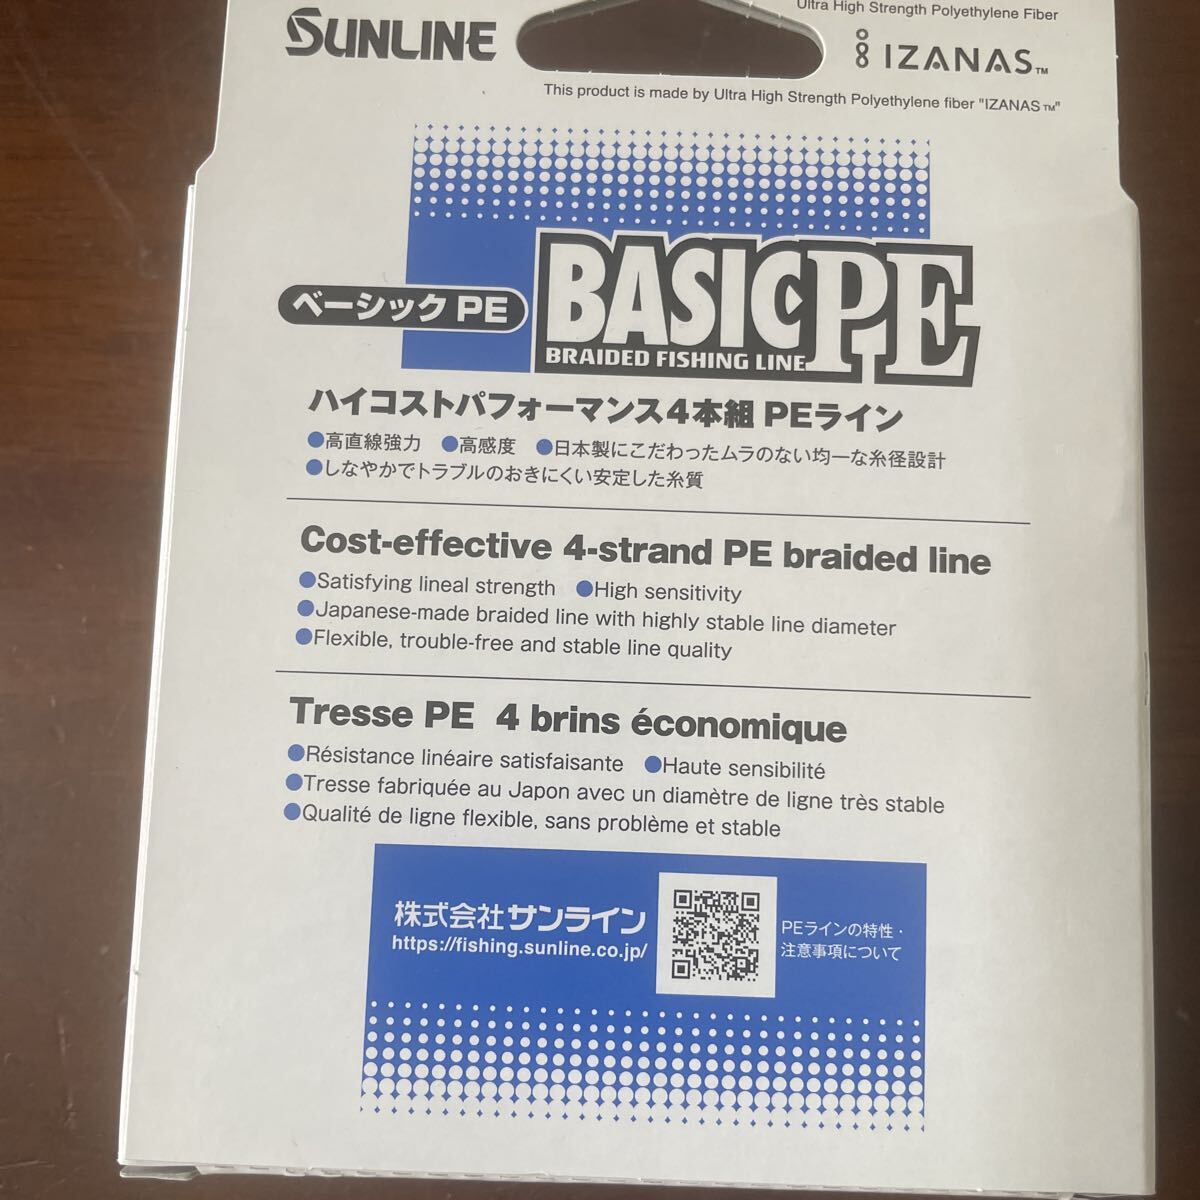 SUNLINE
Ultra High Strength Polyethylene Fiber
IZANAS™
This product is made by Ultra High Strength Polyethylene fiber "IZANAS™"
ベーシック PE
BASIC PE
BRAIDED FISHING LINE
ハイコストパフォーマンス4本組 PEライン
●高直線強力 ●高感度 ●日本製にこだわったムラのない均一な糸径設計
●しなやかでトラブルのおきにくい安定した糸質
Cost-effective 4-strand PE braided line
●Satisfying lineal strength ●High sensitivity
●Japanese-made braided line with highly stable line diameter
●Flexible, trouble-free and stable line quality
Tresse PE 4 brins économique
●Résistance linéaire satisfaisante ●Haute sensibilité
●Tresse fabriquée au Japon avec un diamètre de ligne très stable
●Qualité de ligne flexible, sans problème et stable
株式会社サンライン
https://fishing.sunline.co.jp/
PEラインの特性・
注意事項について